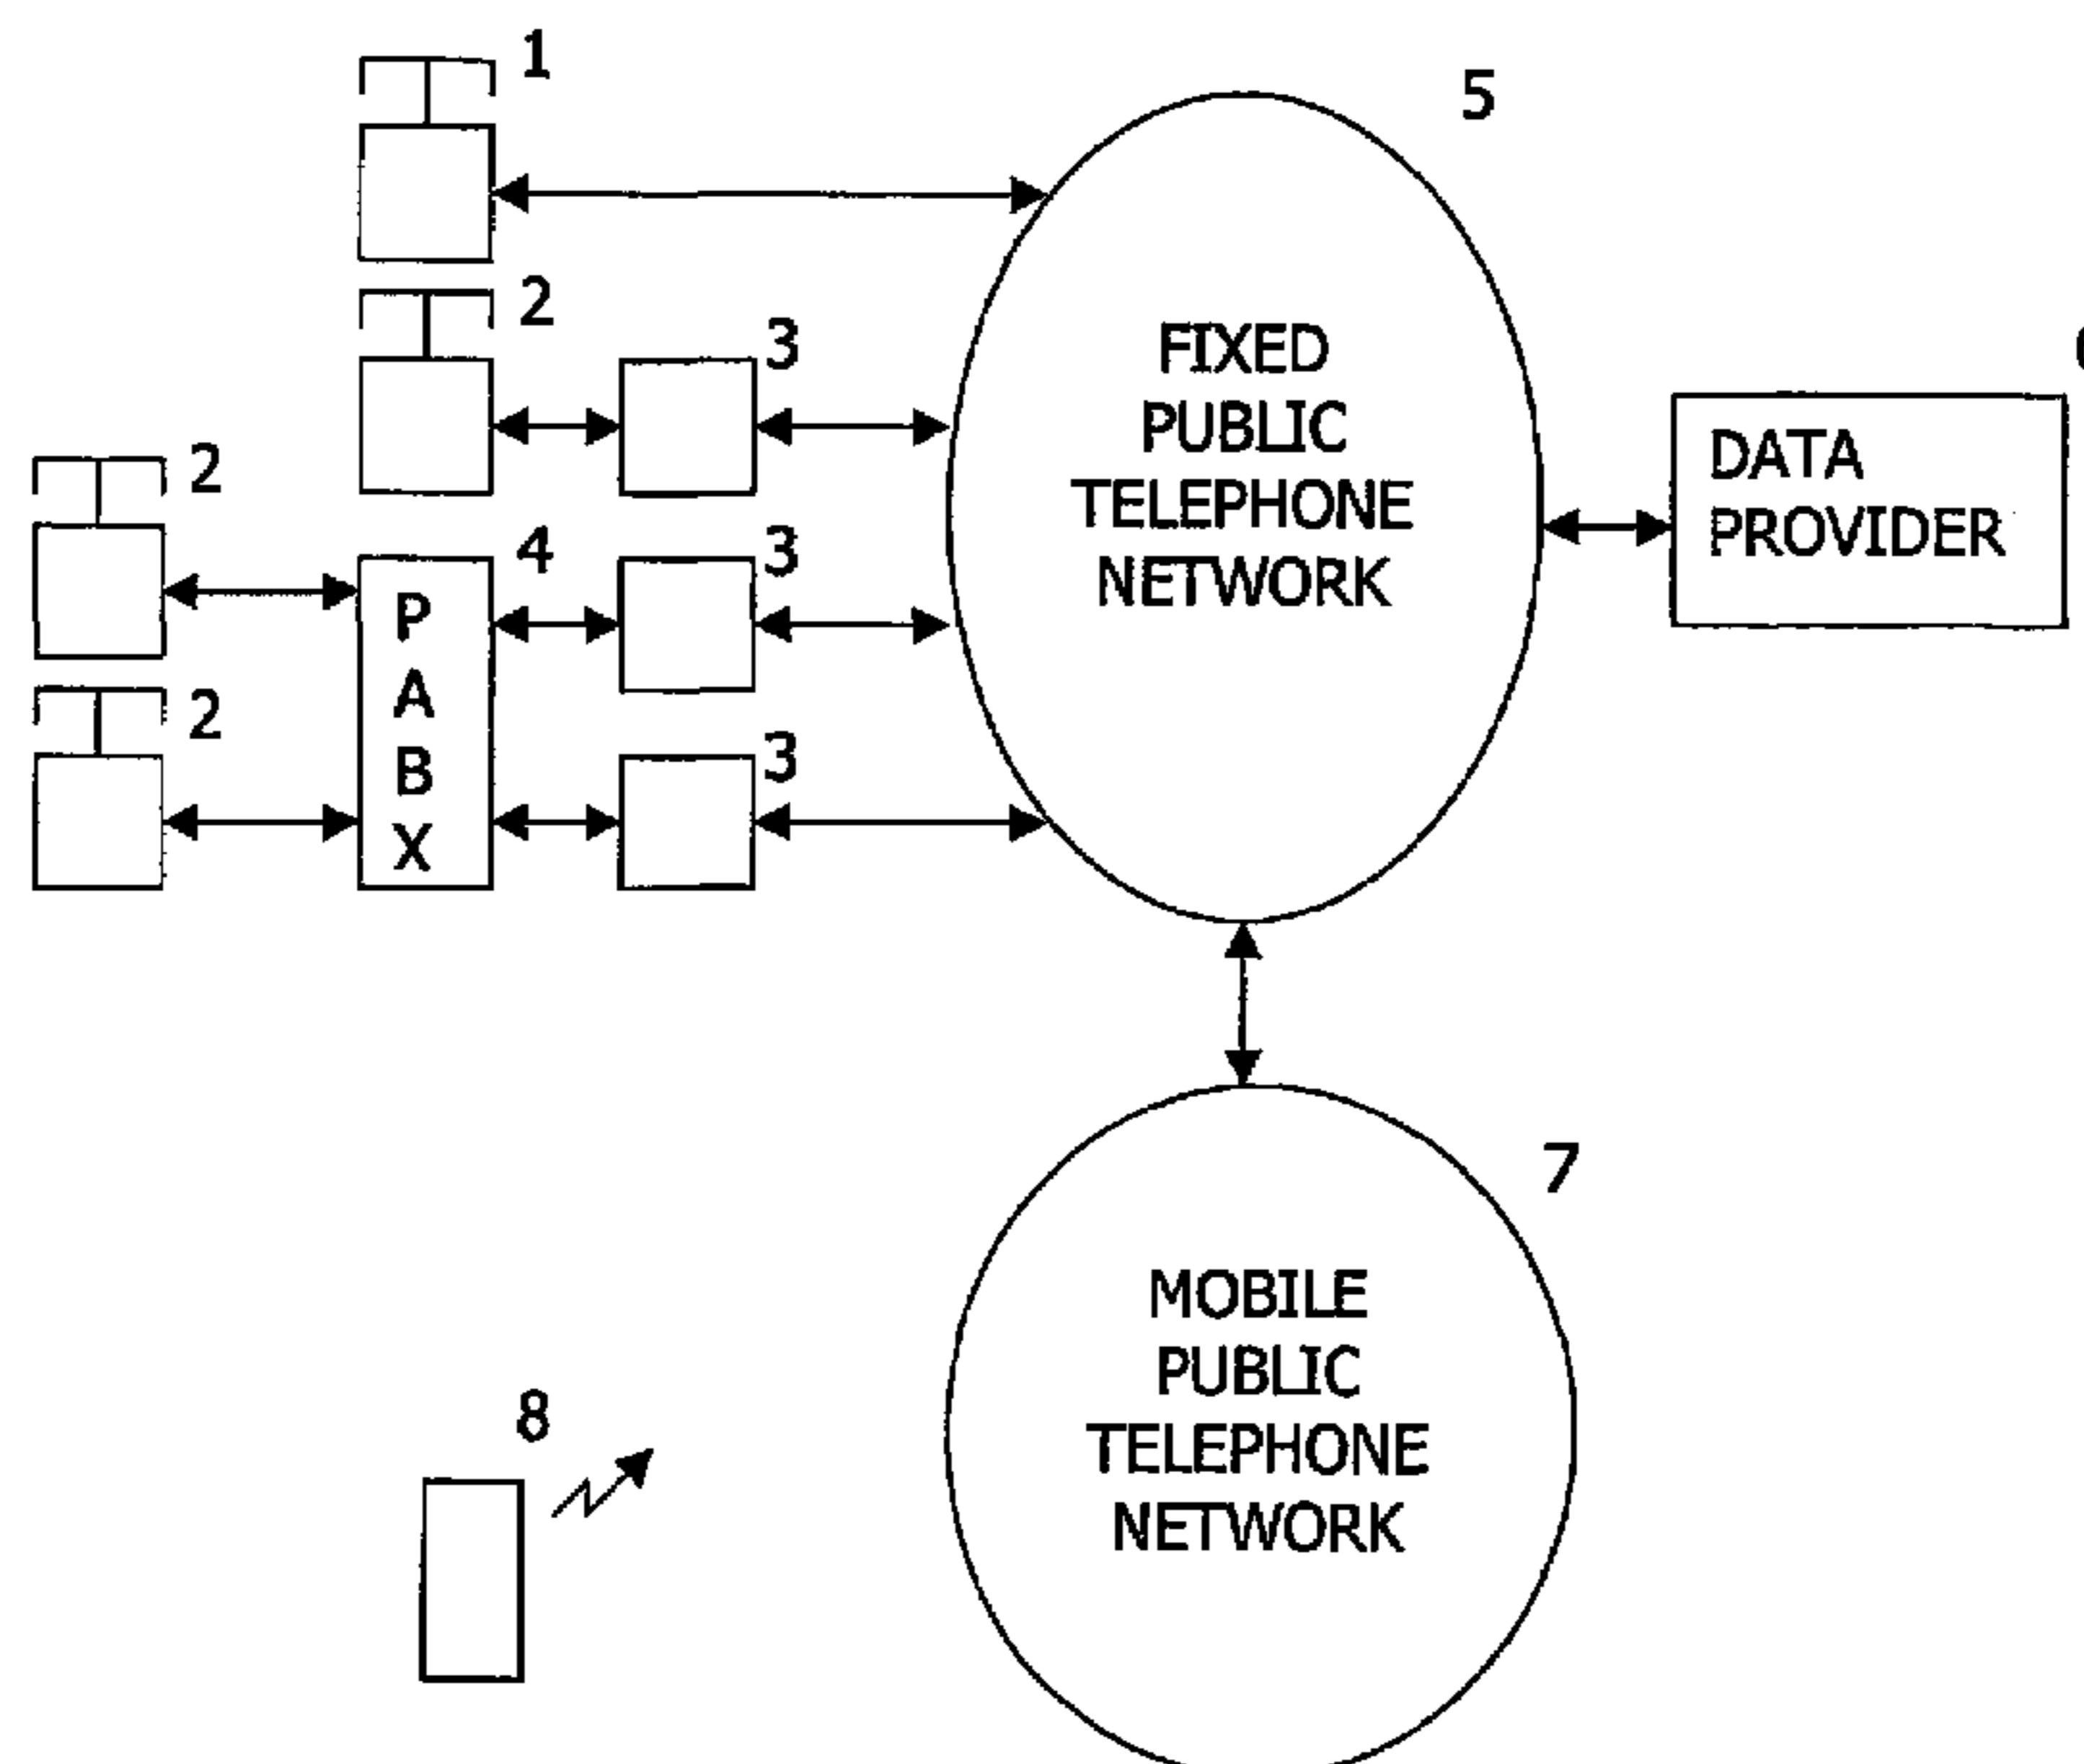 1
5
2
3
FIXED
PUBLIC
TELEPHONE
NETWORK
DATA
PROVIDER
2
4
3
P
A
B
X
2
3
7
MOBILE
PUBLIC
TELEPHONE
NETWORK
8